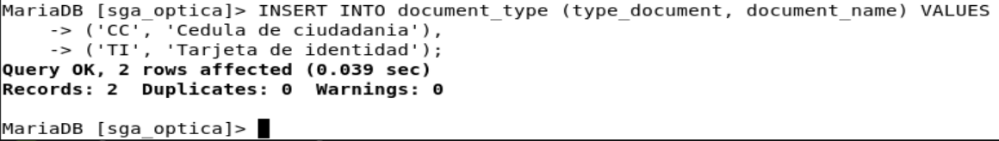 MariaDB [sga_optica]> INSERT INTO document_type (type_document, document_name) VALUES
    -> ('CC', 'Cedula de ciudadania'),
    -> ('TI', 'Tarjeta de identidad');
Query OK, 2 rows affected (0.039 sec)
Records: 2  Duplicates: 0  Warnings: 0

MariaDB [sga_optica]>